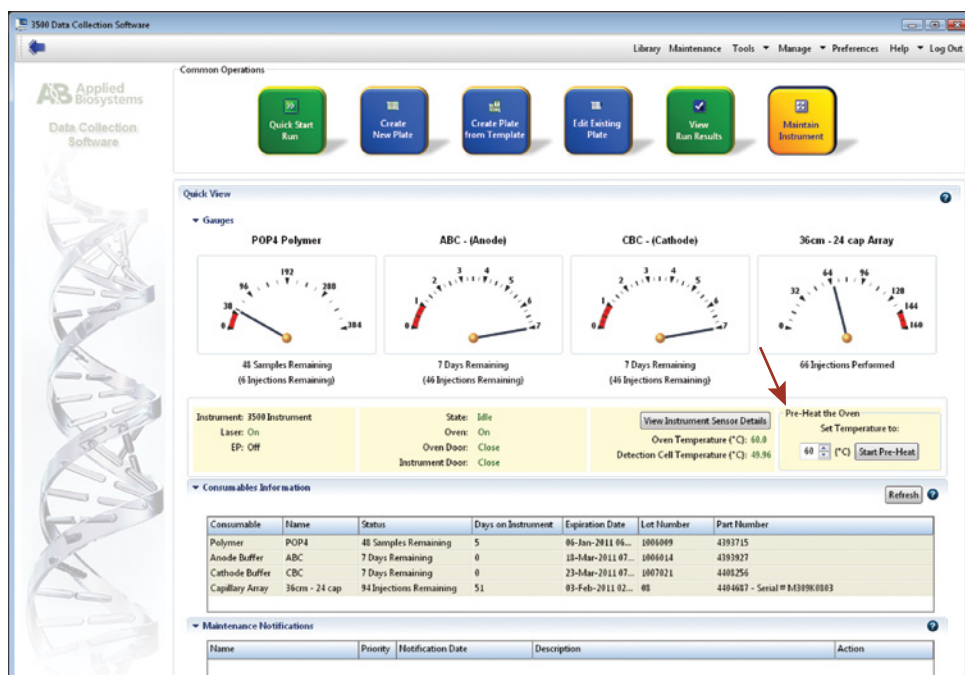 3500 Data Collection Software
Library Maintenance Tools Manage Preferences Help Log Out
AB Applied Biosystems
Data Collection
Software
Common Operations
Quick Start
Run
Create
New Plate
Create Plate
from Template
Edit Existing
Plate
View
Run Results
Maintain
Instrument
Quick View
?
Gauges
POP4 Polymer
0 38 96 192 288 384
48 Samples Remaining
(6 Injections Remaining)
ABC - (Anode)
0 1 2 3 4 5 6 7
7 Days Remaining
(46 Injections Remaining)
CBC - (Cathode)
0 1 2 3 4 5 6 7
7 Days Remaining
(46 Injections Remaining)
36cm - 24 cap Array
0 32 64 96 128 144 160
66 Injections Performed
Instrument: 3500 Instrument
Laser: On
EP: Off
State: Idle
Oven: On
Oven Door: Close
Instrument Door: Close
View Instrument Sensor Details
Oven Temperature (°C): 60.0
Detection Cell Temperature (°C): 49.96
Pre-Heat the Oven
Set Temperature to:
60 (°C) Start Pre-Heat
Consumables Information
Refresh ?
Consumable Name Status Days on Instrument Expiration Date Lot Number Part Number
Polymer POP4 48 Samples Remaining 5 06-Jan-2011 06... 1006009 4393715
Anode Buffer ABC 7 Days Remaining 0 18-Mar-2011 07... 1006014 4393927
Cathode Buffer CBC 7 Days Remaining 0 23-Mar-2011 07... 1007021 4408256
Capillary Array 36cm - 24 cap 94 Injections Remaining 51 03-Feb-2011 02... 08 4404687 - Serial # M309K0803
Maintenance Notifications
?
Name Priority Notification Date Description Action